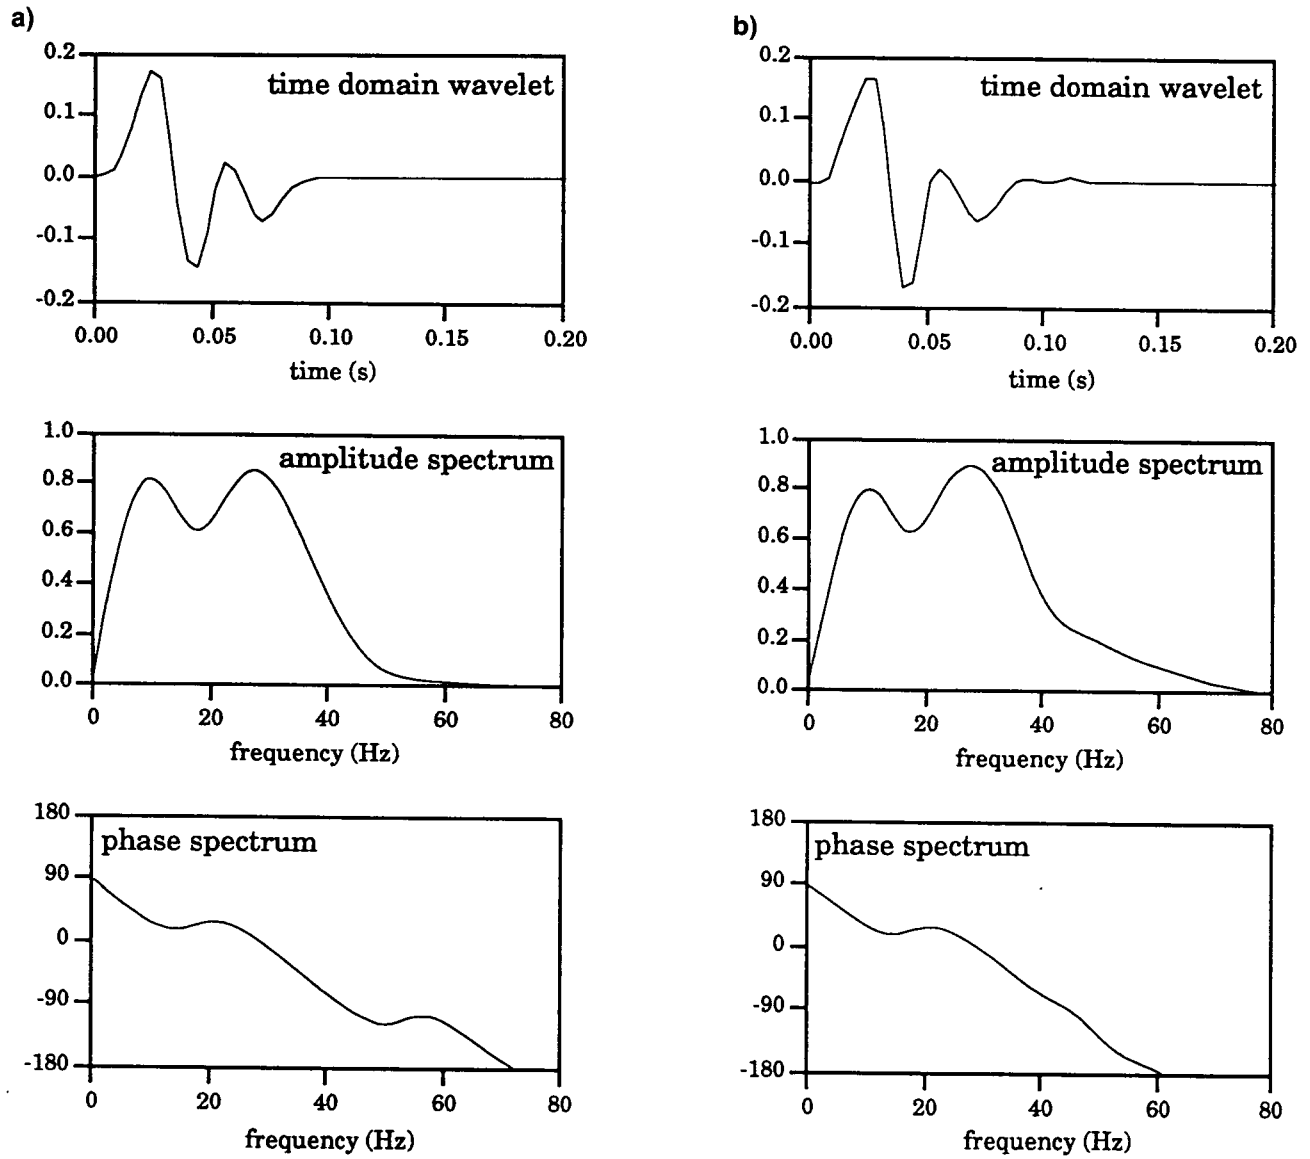 a)
0.2
time domain wavelet
0.1
0.0
-0.1
-0.2
0.00 0.05 0.10 0.15 0.20
time (s)
1.0
amplitude spectrum
0.8
0.6
0.4
0.2
0.0
0 20 40 60 80
frequency (Hz)
180
phase spectrum
90
0
-90
-180
0 20 40 60 80
frequency (Hz)
b)
0.2
time domain wavelet
0.1
0.0
-0.1
-0.2
0.00 0.05 0.10 0.15 0.20
time (s)
1.0
amplitude spectrum
0.8
0.6
0.4
0.2
0.0
0 20 40 60 80
frequency (Hz)
180
phase spectrum
90
0
-90
-180
0 20 40 60 80
frequency (Hz)